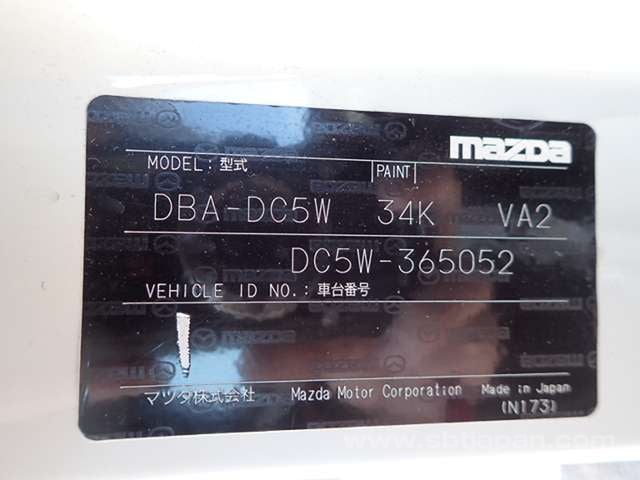 mazda
MODEL: 型式 PAINT
DBA-DC5W 34K VA2
DC5W-365052
VEHICLE ID NO.: 車台番号
マツダ株式会社 Mazda Motor Corporation Made in Japan
(N173)
www.sbtjapan.com